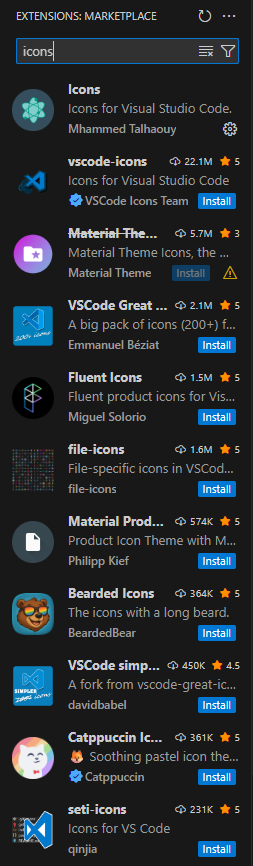 EXTENSIONS: MARKETPLACE
icons
Icons
Icons for Visual Studio Code.
Mhammed Talhaouy
vscode-icons 22.1M 5
Icons for Visual Studio Code
VSCode Icons Team Install
Material The... 5.7M 3
Material Theme Icons, the ...
Material Theme Install
VSCode Great ... 2.1M 5
A big pack of icons (200+) f...
200+ icons
Emmanuel Béziat Install
Fluent Icons 1.5M 5
Fluent product icons for Vis...
Miguel Solorio Install
file-icons 1.6M 5
File-specific icons in VSCod...
file-icons Install
Material Prod... 574K 5
Product Icon Theme with M...
Philipp Kief Install
Bearded Icons 364K 5
The icons with a long beard.
BeardedBear Install
VSCode simp... 450K 4.5
A fork from vscode-great-ic...
SIMPLER
icons
davidbabel Install
Catppuccin Ic... 361K 5
🦊 Soothing pastel icon the...
Catppuccin Install
seti-icons 231K 5
Icons for VS Code
qinjia Install